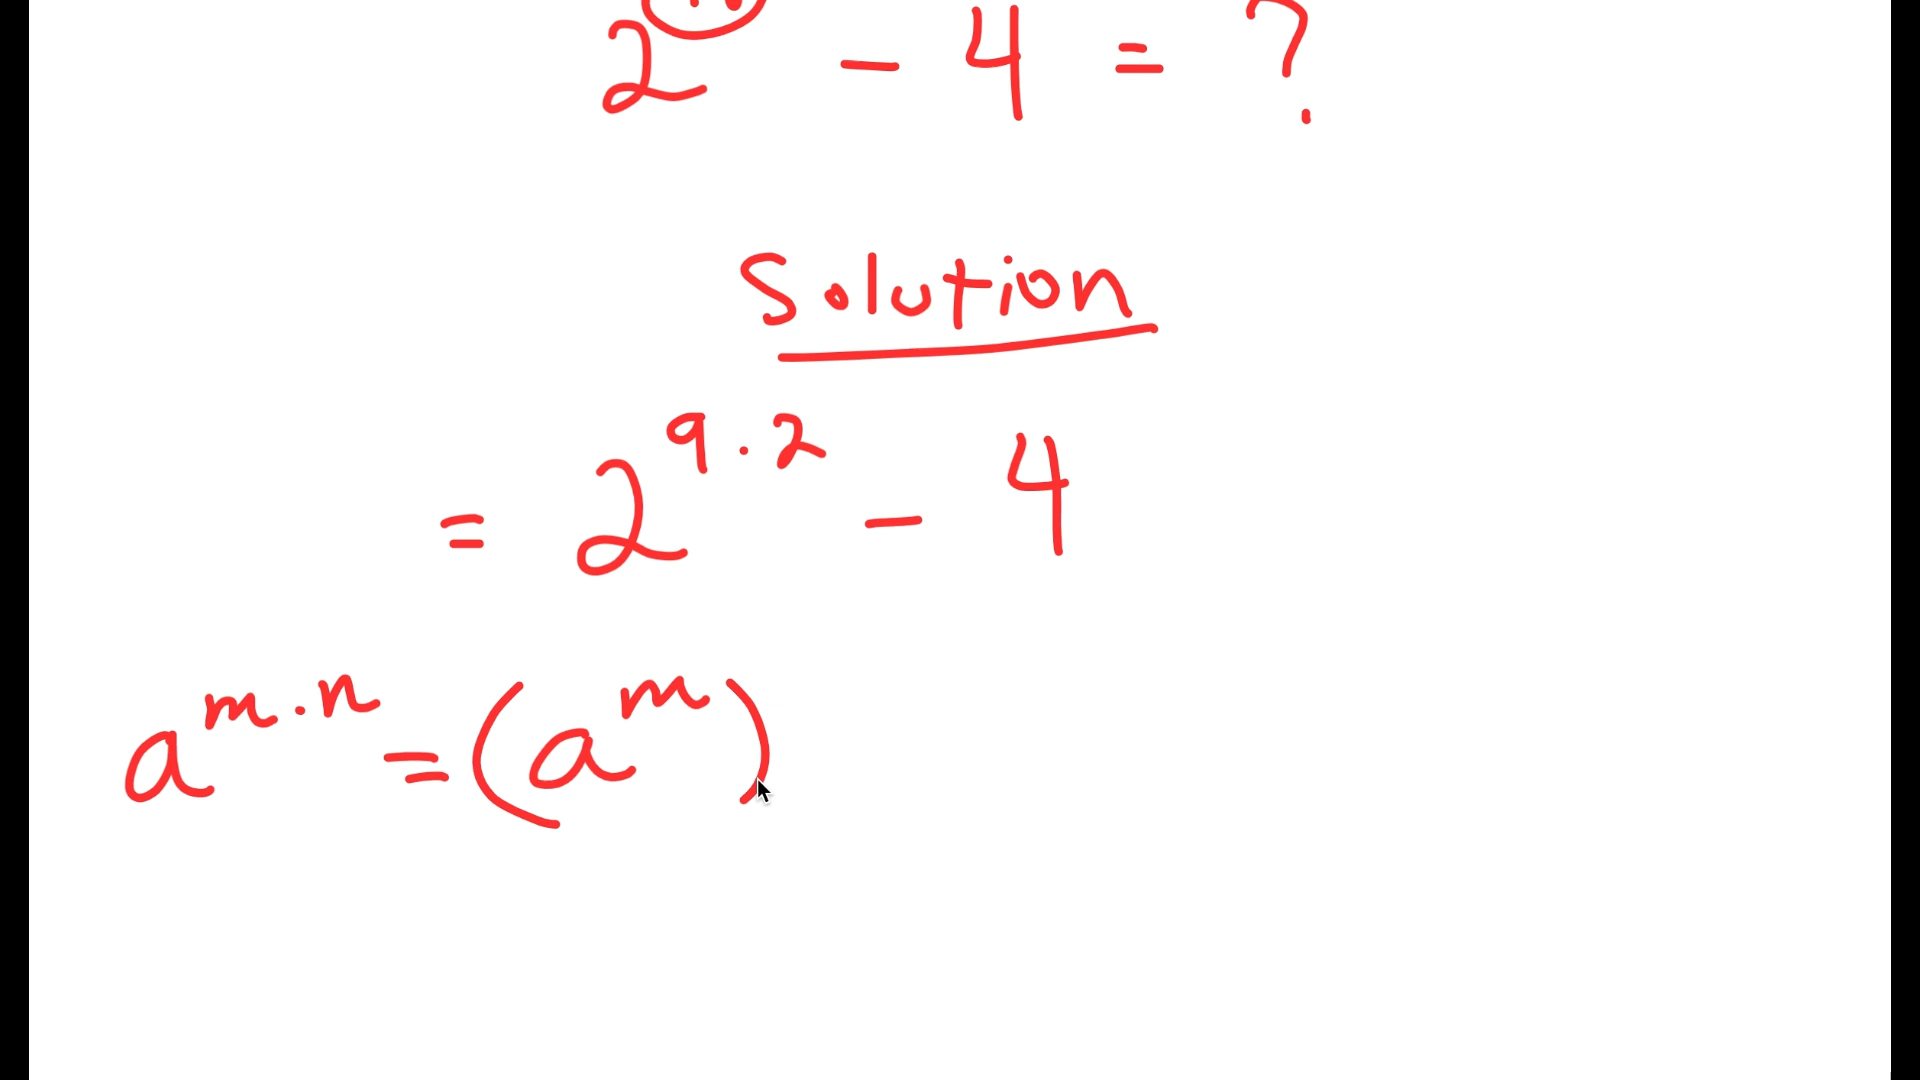 2 - 4 = ?
Solution
= 2^9·2 - 4
a^m·n = (a^m)